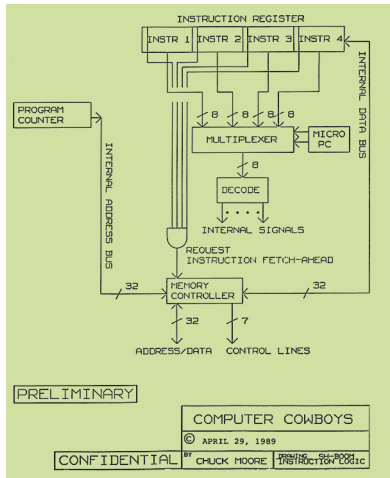 INSTRUCTION REGISTER
INSTR 1 INSTR 2 INSTR 3 INSTR 4
PROGRAM
COUNTER
INTERNAL DATA BUS
8 8 8 8
MULTIPLEXER
MICRO
PC
8
DECODE
INTERNAL ADDRESS BUS
INTERNAL SIGNALS
REQUEST
INSTRUCTION FETCH-AHEAD
MEMORY
CONTROLLER
32 32
32 7
ADDRESS/DATA CONTROL LINES
PRELIMINARY
COMPUTER COWBOYS
© APRIL 29, 1989
CONFIDENTIAL
BY CHUCK MOORE
DRAWING SH-BOOM
INSTRUCTION LOGIC